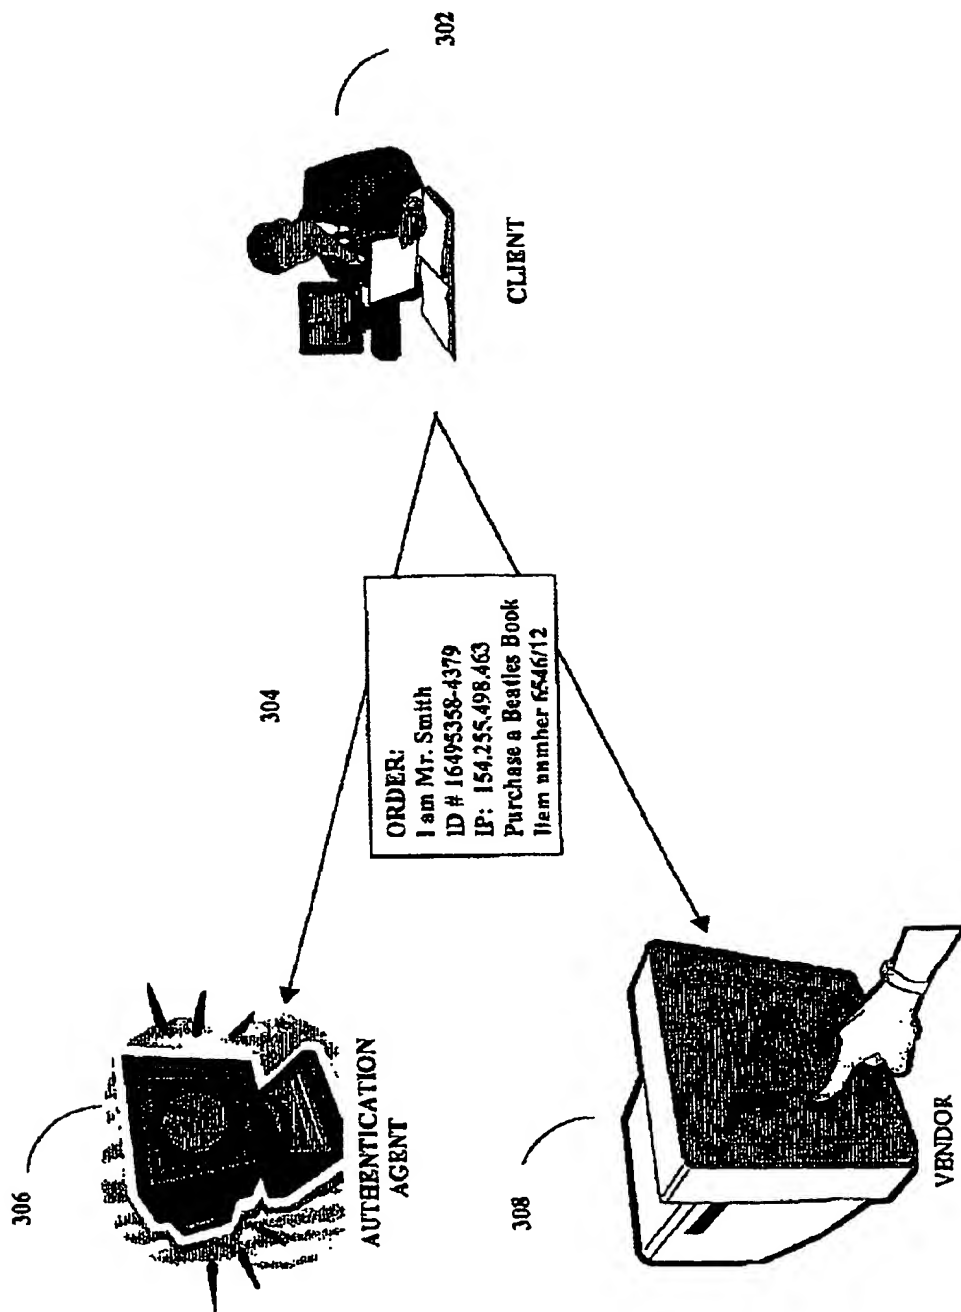 306
AUTHENTICATION
AGENT
304
ORDER:
I am Mr. Smith
ID # 16495358-4379
IP: 154.255.498.463
Purchase a Beatles Book
Item number 6546/12
302
CLIENT
308
VENDOR